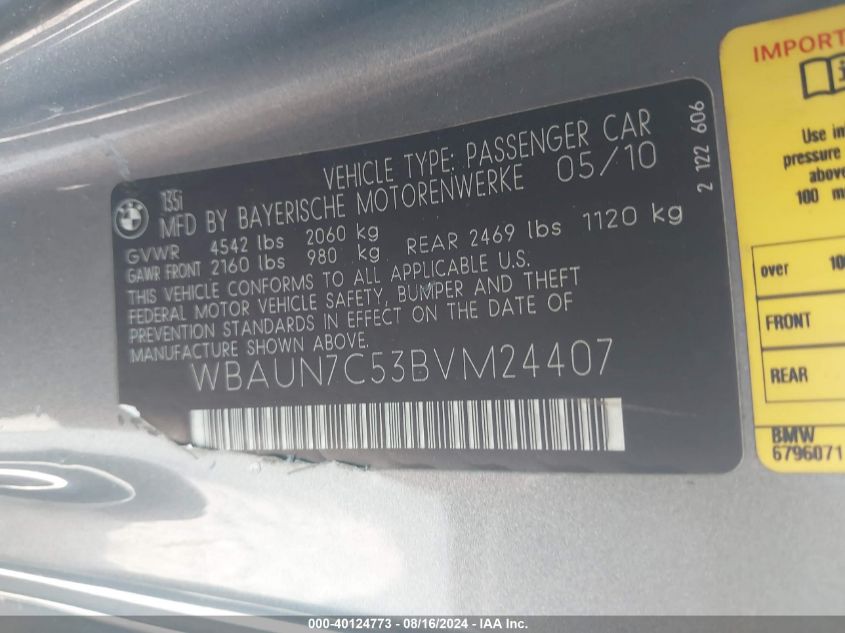 BMW
135i
VEHICLE TYPE: PASSENGER CAR
MFD BY BAYERISCHE MOTORENWERKE 05/10
GVWR 4542 lbs 2060 kg
GAWR FRONT 2160 lbs 980 kg REAR 2469 lbs 1120 kg
THIS VEHICLE CONFORMS TO ALL APPLICABLE U.S.
FEDERAL MOTOR VEHICLE SAFETY, BUMPER AND THEFT
PREVENTION STANDARDS IN EFFECT ON THE DATE OF
MANUFACTURE SHOWN ABOVE.
WBAUN7C53BVM24407
2 122 606
IMPORT
i
Use in
pressure
above
100 m
over 10
FRONT
REAR
BMW
6796071
IMAGE - 40124773 - 08/16/2024 - IAA Inc.